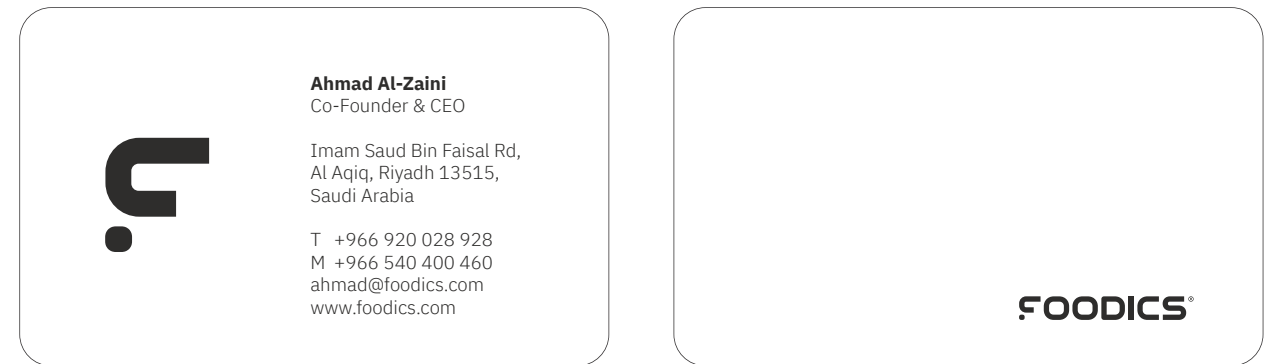 Ahmad Al-Zaini
Co-Founder & CEO
Imam Saud Bin Faisal Rd,
Al Aqiq, Riyadh 13515,
Saudi Arabia
T +966 920 028 928
M +966 540 400 460
ahmad@foodics.com
www.foodics.com
FOODICS®